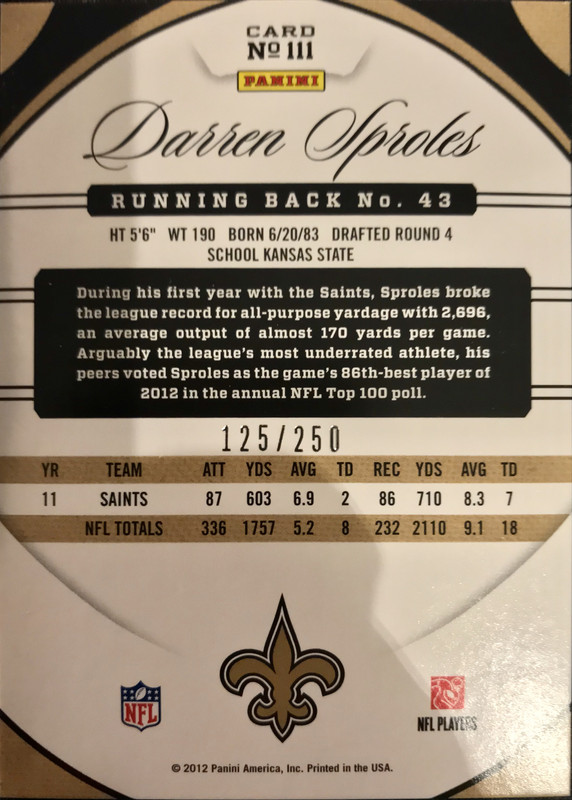 CARD
Nº 111
PANINI
Darren Sproles
RUNNING BACK No. 43
HT 5'6" WT 190 BORN 6/20/83 DRAFTED ROUND 4
SCHOOL KANSAS STATE
During his first year with the Saints, Sproles broke
the league record for all-purpose yardage with 2,696,
an average output of almost 170 yards per game.
Arguably the league's most underrated athlete, his
peers voted Sproles as the game's 86th-best player of
2012 in the annual NFL Top 100 poll.
125/250
YR TEAM ATT YDS AVG TD REC YDS AVG TD
11 SAINTS 87 603 6.9 2 86 710 8.3 7
NFL TOTALS 336 1757 5.2 8 232 2110 9.1 18
NFL
NFL PLAYERS
© 2012 Panini America, Inc. Printed in the USA.